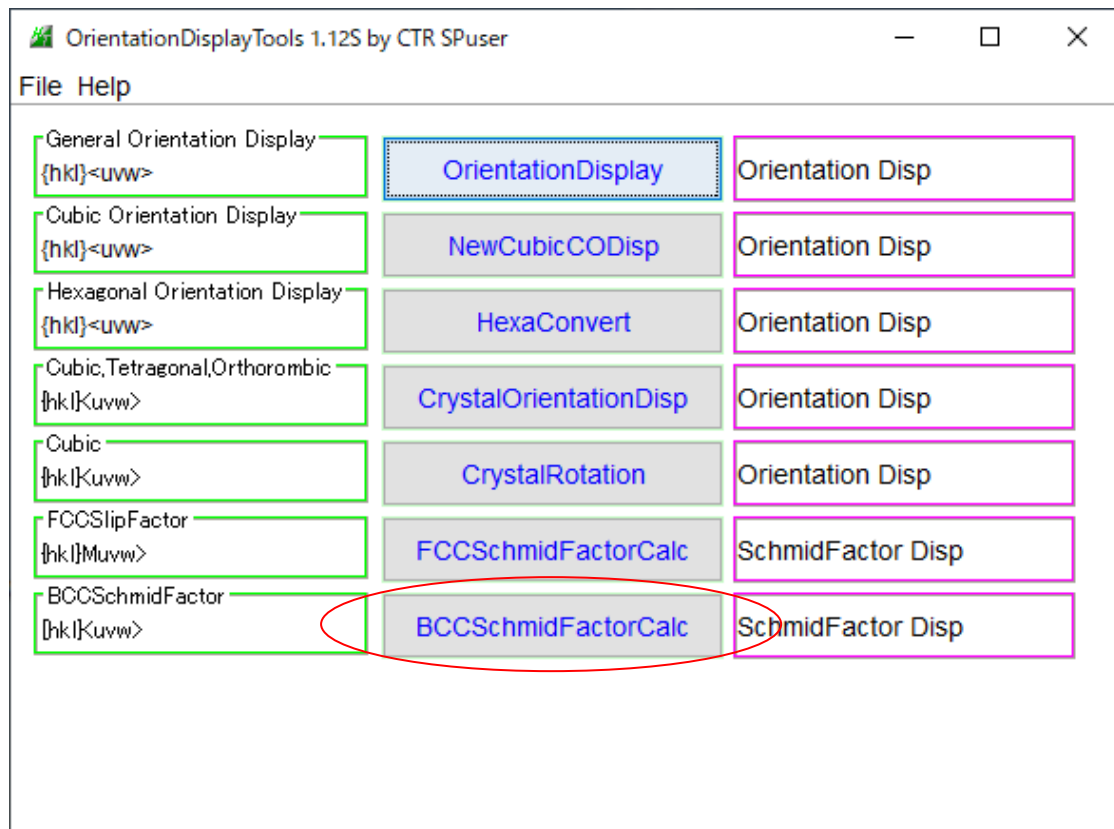 OrientationDisplayTools 1.12S by CTR SPuser
File Help
General Orientation Display
{hkl}<uvw>
OrientationDisplay
Orientation Disp
Cubic Orientation Display
{hkl}<uvw>
NewCubicCODisp
Orientation Disp
Hexagonal Orientation Display
{hkl}<uvw>
HexaConvert
Orientation Disp
Cubic,Tetragonal,Orthorombic
{hkl}<uvw>
CrystalOrientationDisp
Orientation Disp
Cubic
{hkl}<uvw>
CrystalRotation
Orientation Disp
FCCSlipFactor
{hkl}Muvw>
FCCSchmidFactorCalc
SchmidFactor Disp
BCCSchmidFactor
[hkl]<uvw>
BCCSchmidFactorCalc
SchmidFactor Disp